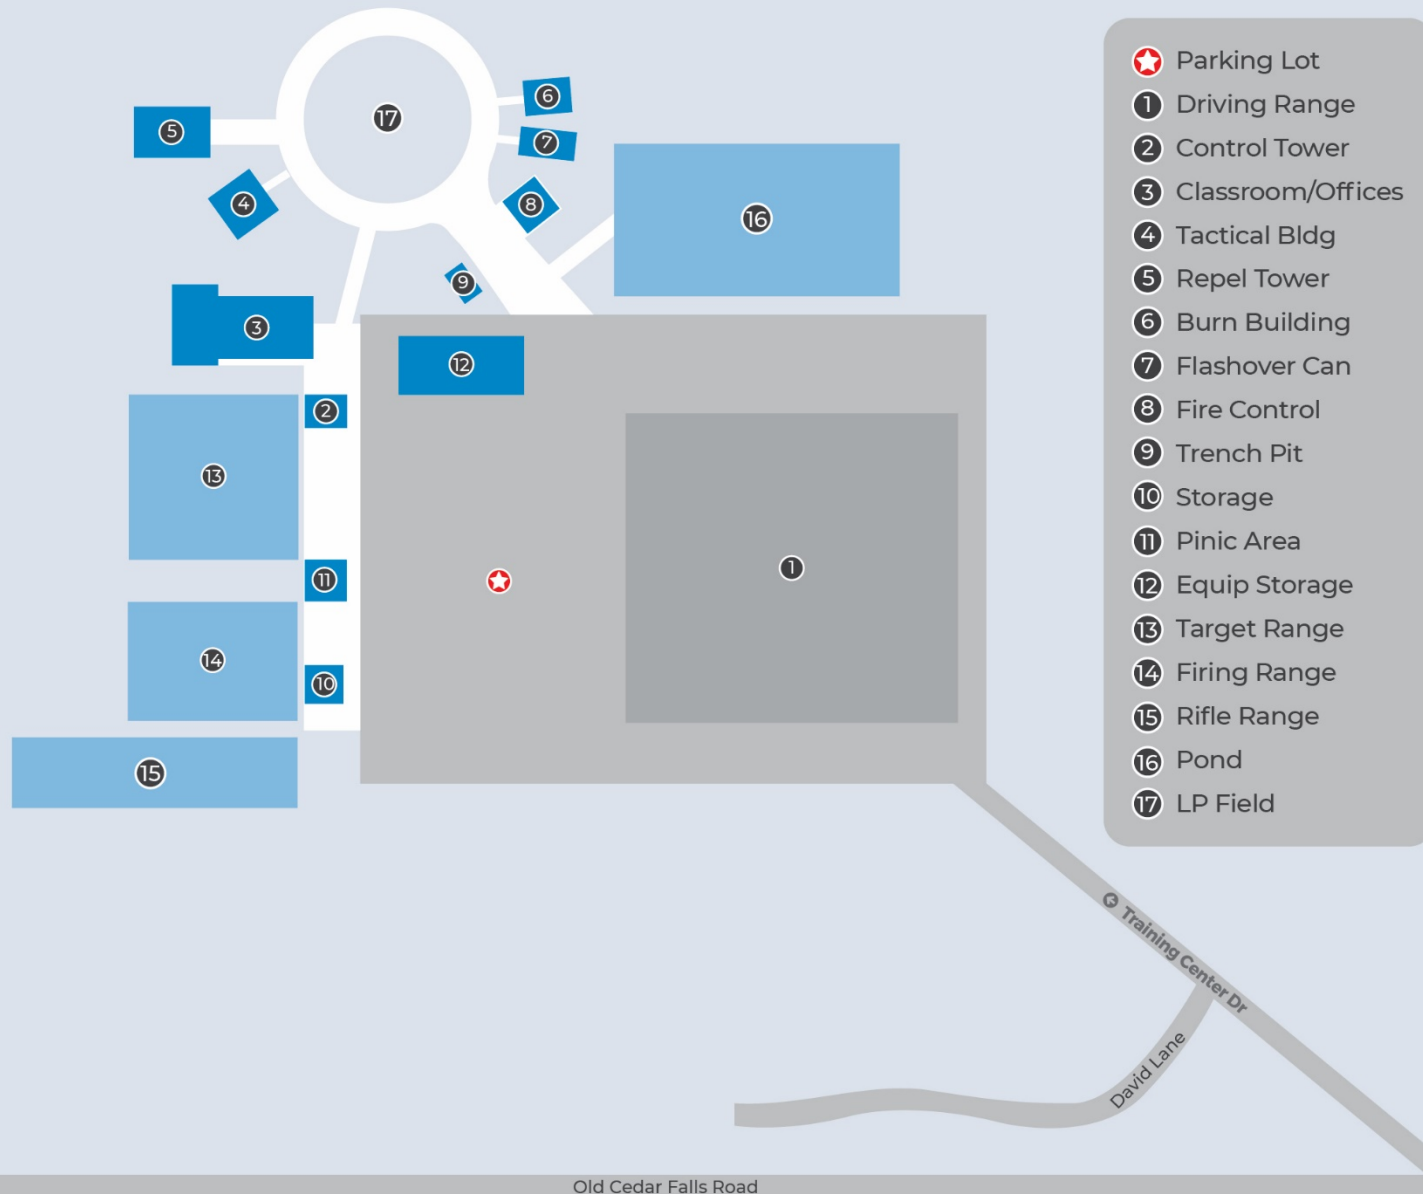 6
17
5
7
4
8
16
9
3
12
2
13
1
11
14
10
15
Parking Lot
1 Driving Range
2 Control Tower
3 Classroom/Offices
4 Tactical Bldg
5 Repel Tower
6 Burn Building
7 Flashover Can
8 Fire Control
9 Trench Pit
10 Storage
11 Pinic Area
12 Equip Storage
13 Target Range
14 Firing Range
15 Rifle Range
16 Pond
17 LP Field
Training Center Dr
David Lane
Old Cedar Falls Road